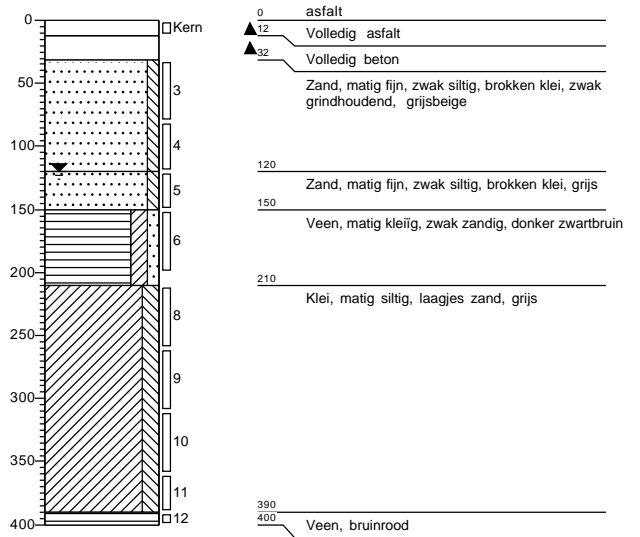 0
50
100
150
200
250
300
350
400
Kern
3
4
5
6
8
9
10
11
12
0 asfalt
12 Volledig asfalt
32 Volledig beton
Zand, matig fijn, zwak siltig, brokken klei, zwak
grindhoudend, grijsbeige
120
Zand, matig fijn, zwak siltig, brokken klei, grijs
150
Veen, matig kleiïg, zwak zandig, donker zwartbruin
210
Klei, matig siltig, laagjes zand, grijs
390
400
Veen, bruinrood